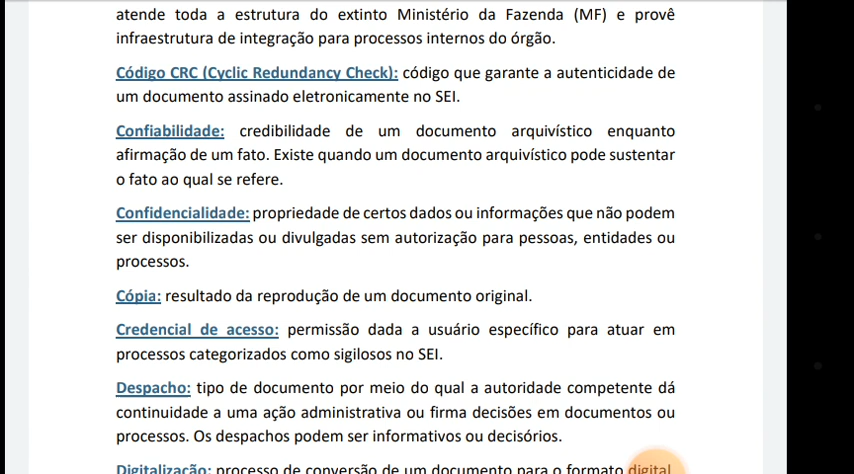 atende toda a estrutura do extinto Ministério da Fazenda (MF) e provê
infraestrutura de integração para processos internos do órgão.
Código CRC (Cyclic Redundancy Check): código que garante a autenticidade de
um documento assinado eletronicamente no SEI.
Confiabilidade: credibilidade de um documento arquivístico enquanto
afirmação de um fato. Existe quando um documento arquivístico pode sustentar
o fato ao qual se refere.
Confidencialidade: propriedade de certos dados ou informações que não podem
ser disponibilizadas ou divulgadas sem autorização para pessoas, entidades ou
processos.
Cópia: resultado da reprodução de um documento original.
Credencial de acesso: permissão dada a usuário específico para atuar em
processos categorizados como sigilosos no SEI.
Despacho: tipo de documento por meio do qual a autoridade competente dá
continuidade a uma ação administrativa ou firma decisões em documentos ou
processos. Os despachos podem ser informativos ou decisórios.
Digitalização: processo de conversão de um documento para o formato digital